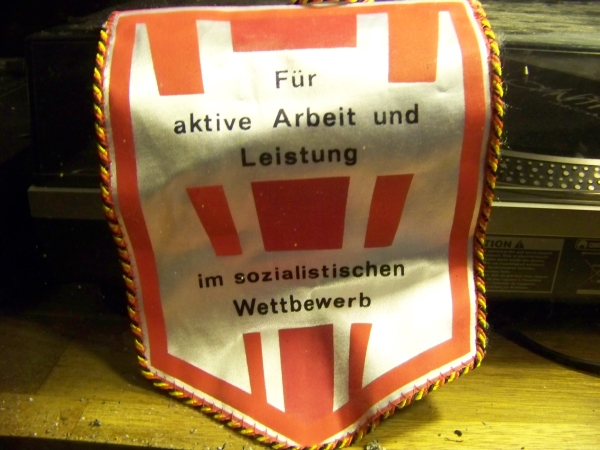 Für
aktive Arbeit und
Leistung
im sozialistischen
Wettbewerb